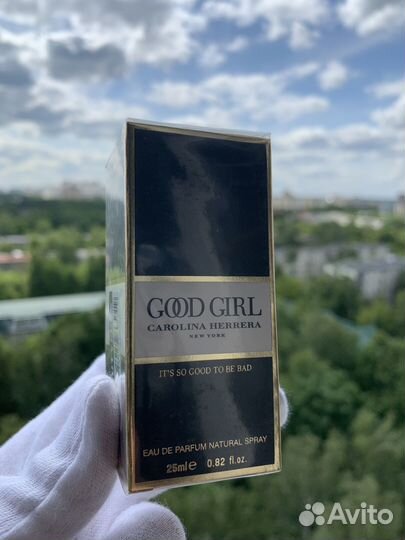 GOOD GIRL
CAROLINA HERRERA
NEW YORK
IT'S SO GOOD TO BE BAD
EAU DE PARFUM NATURAL SPRAY
25ml℮ 0.82 fl.oz.
Avito